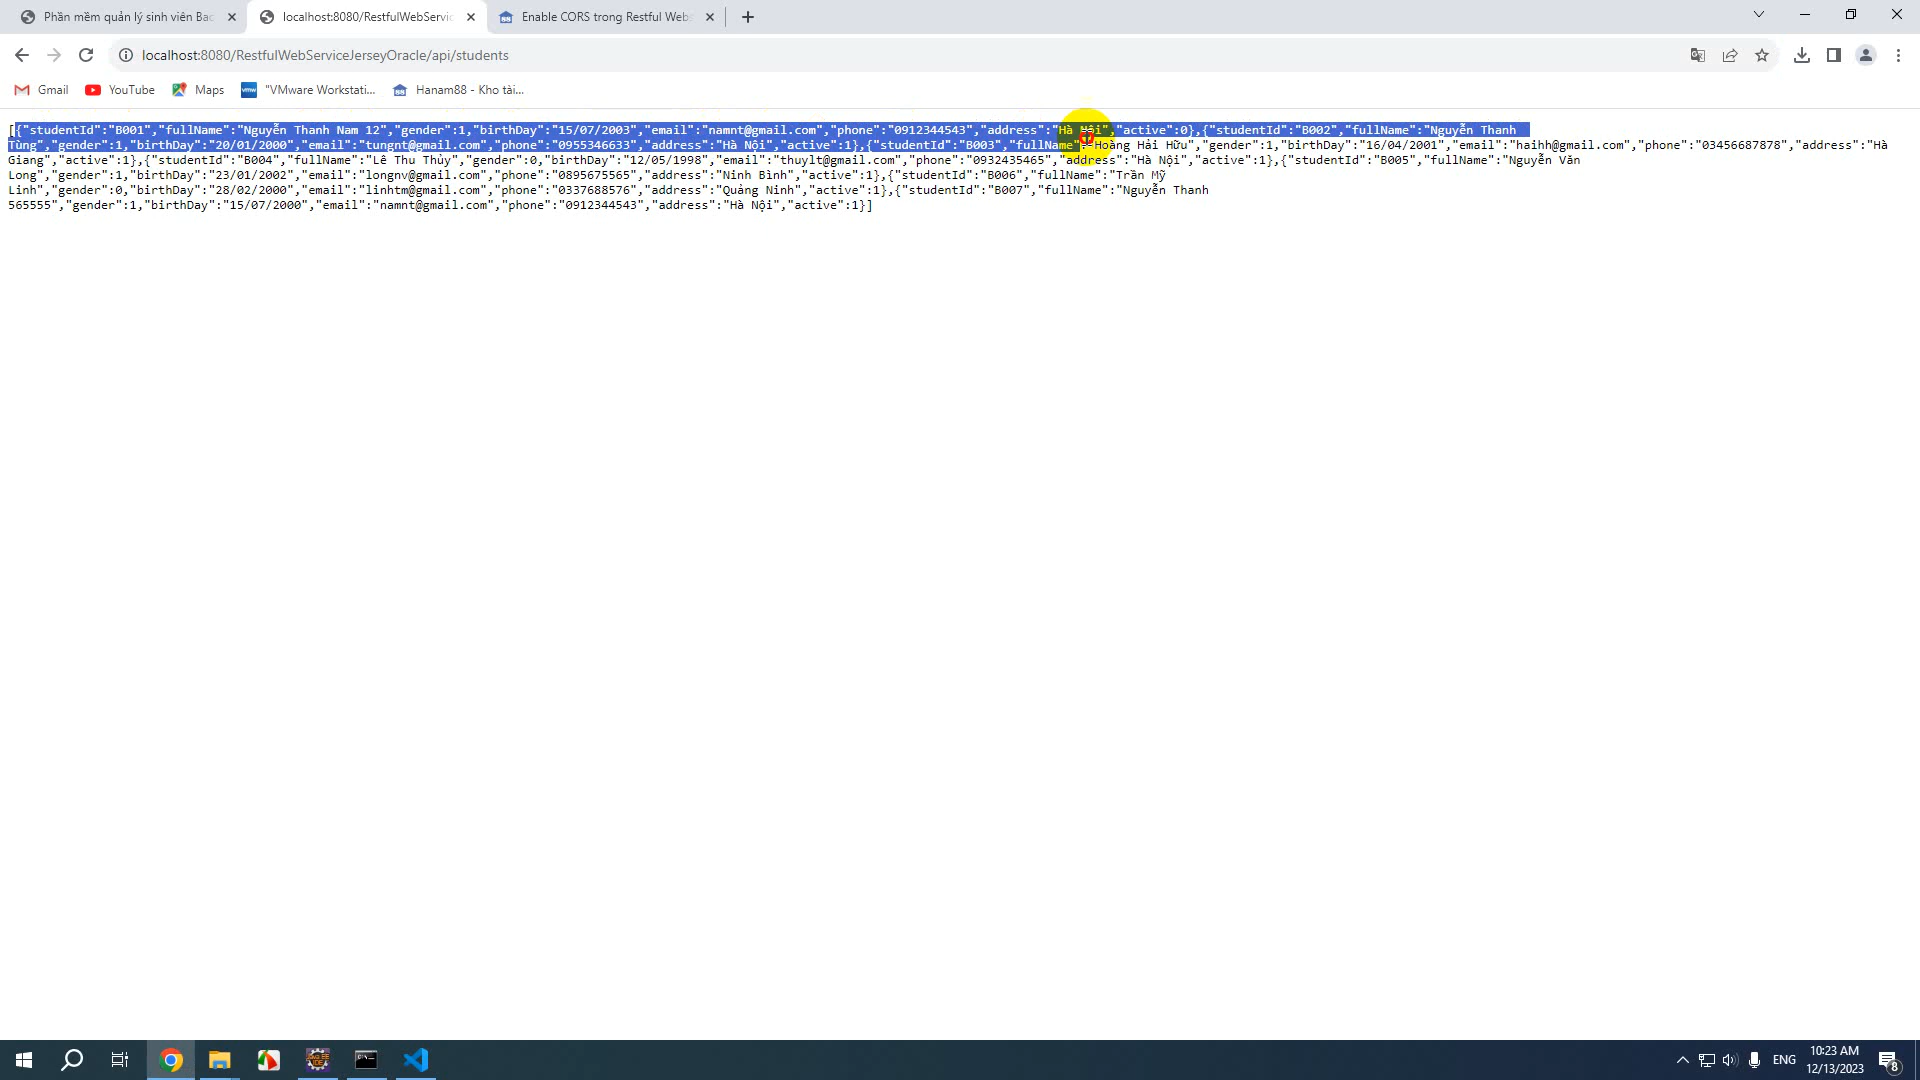 Phần mềm quản lý sinh viên Bac
localhost:8080/RestfulWebServic
Enable CORS trong Restful Web
localhost:8080/RestfulWebServiceJerseyOracle/api/students
Gmail
YouTube
Maps
"VMware Workstati...
Hanam88 - Kho tài...
[{"studentId":"B001","fullName":"Nguyễn Thanh Nam 12","gender":1,"birthDay":"15/07/2003","email":"namnt@gmail.com","phone":"0912344543","address":"Hà Nội","active":0},{"studentId":"B002","fullName":"Nguyễn Thanh
Tùng","gender":1,"birthDay":"20/01/2000","email":"tungnt@gmail.com","phone":"0955346633","address":"Hà Nội","active":1},{"studentId":"B003","fullName":"Hoàng Hải Hữu","gender":1,"birthDay":"16/04/2001","email":"haihh@gmail.com","phone":"03456687878","address":"Hà
Giang","active":1},{"studentId":"B004","fullName":"Lê Thu Thủy","gender":0,"birthDay":"12/05/1998","email":"thuylt@gmail.com","phone":"0932435465","address":"Hà Nội","active":1},{"studentId":"B005","fullName":"Nguyễn Văn
Long","gender":1,"birthDay":"23/01/2002","email":"longnv@gmail.com","phone":"0895675565","address":"Ninh Bình","active":1},{"studentId":"B006","fullName":"Trần Mỹ
Linh","gender":0,"birthDay":"28/02/2000","email":"linhtm@gmail.com","phone":"0337688576","address":"Quảng Ninh","active":1},{"studentId":"B007","fullName":"Nguyễn Thanh
565555","gender":1,"birthDay":"15/07/2000","email":"namnt@gmail.com","phone":"0912344543","address":"Hà Nội","active":1}]
ENG
10:23 AM
12/13/2023
8